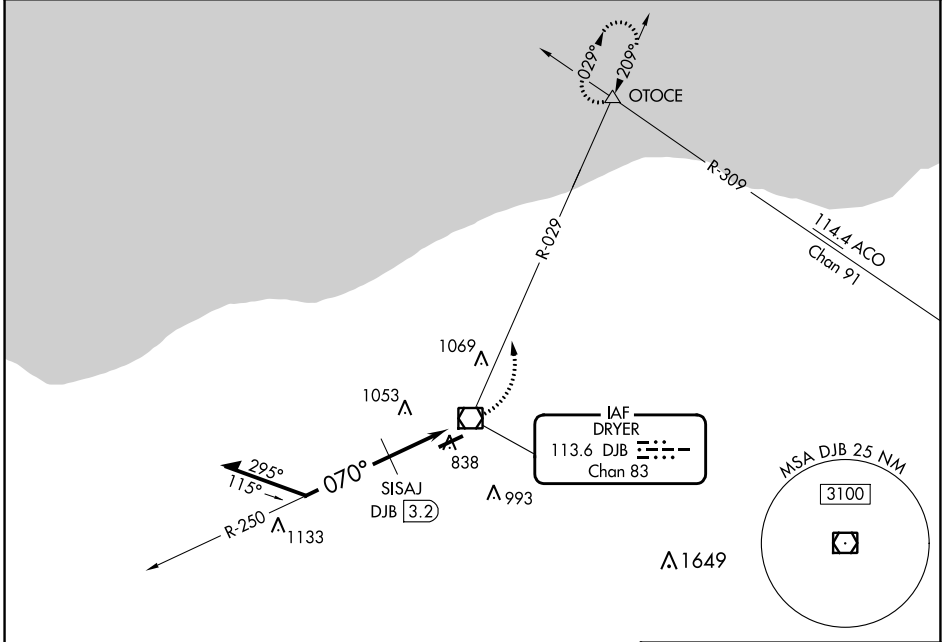 029°
209°
OTOCE
R-309
114.4 ACO
Chan 91
R-029
1069
1053
IAF
DRYER
113.6 DJB
Chan 83
838
295°
115°
070°
SISAJ
DJB 3.2
993
R-250
1133
MSA DJB 25 NM
3100
1649